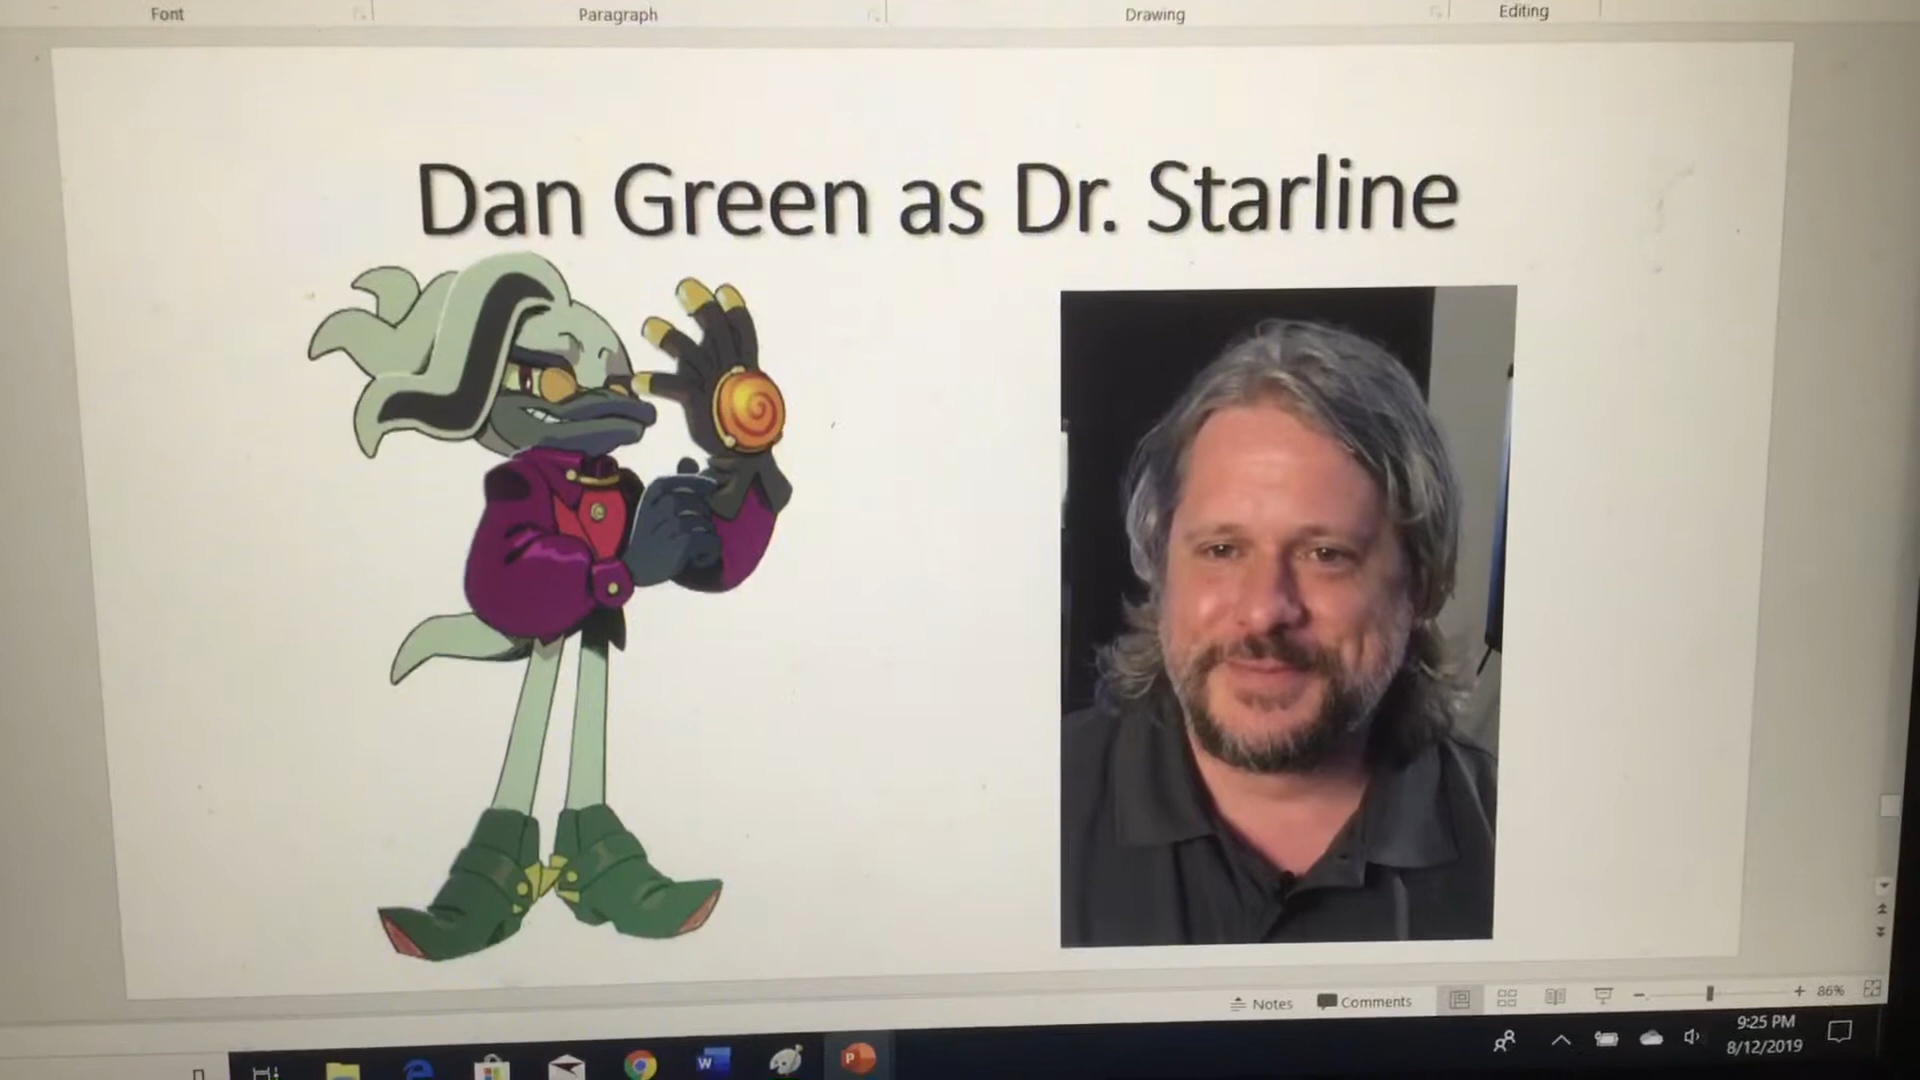 Font Paragraph Drawing Editing
Dan Green as Dr. Starline
Notes Comments 86%
9:25 PM
8/12/2019